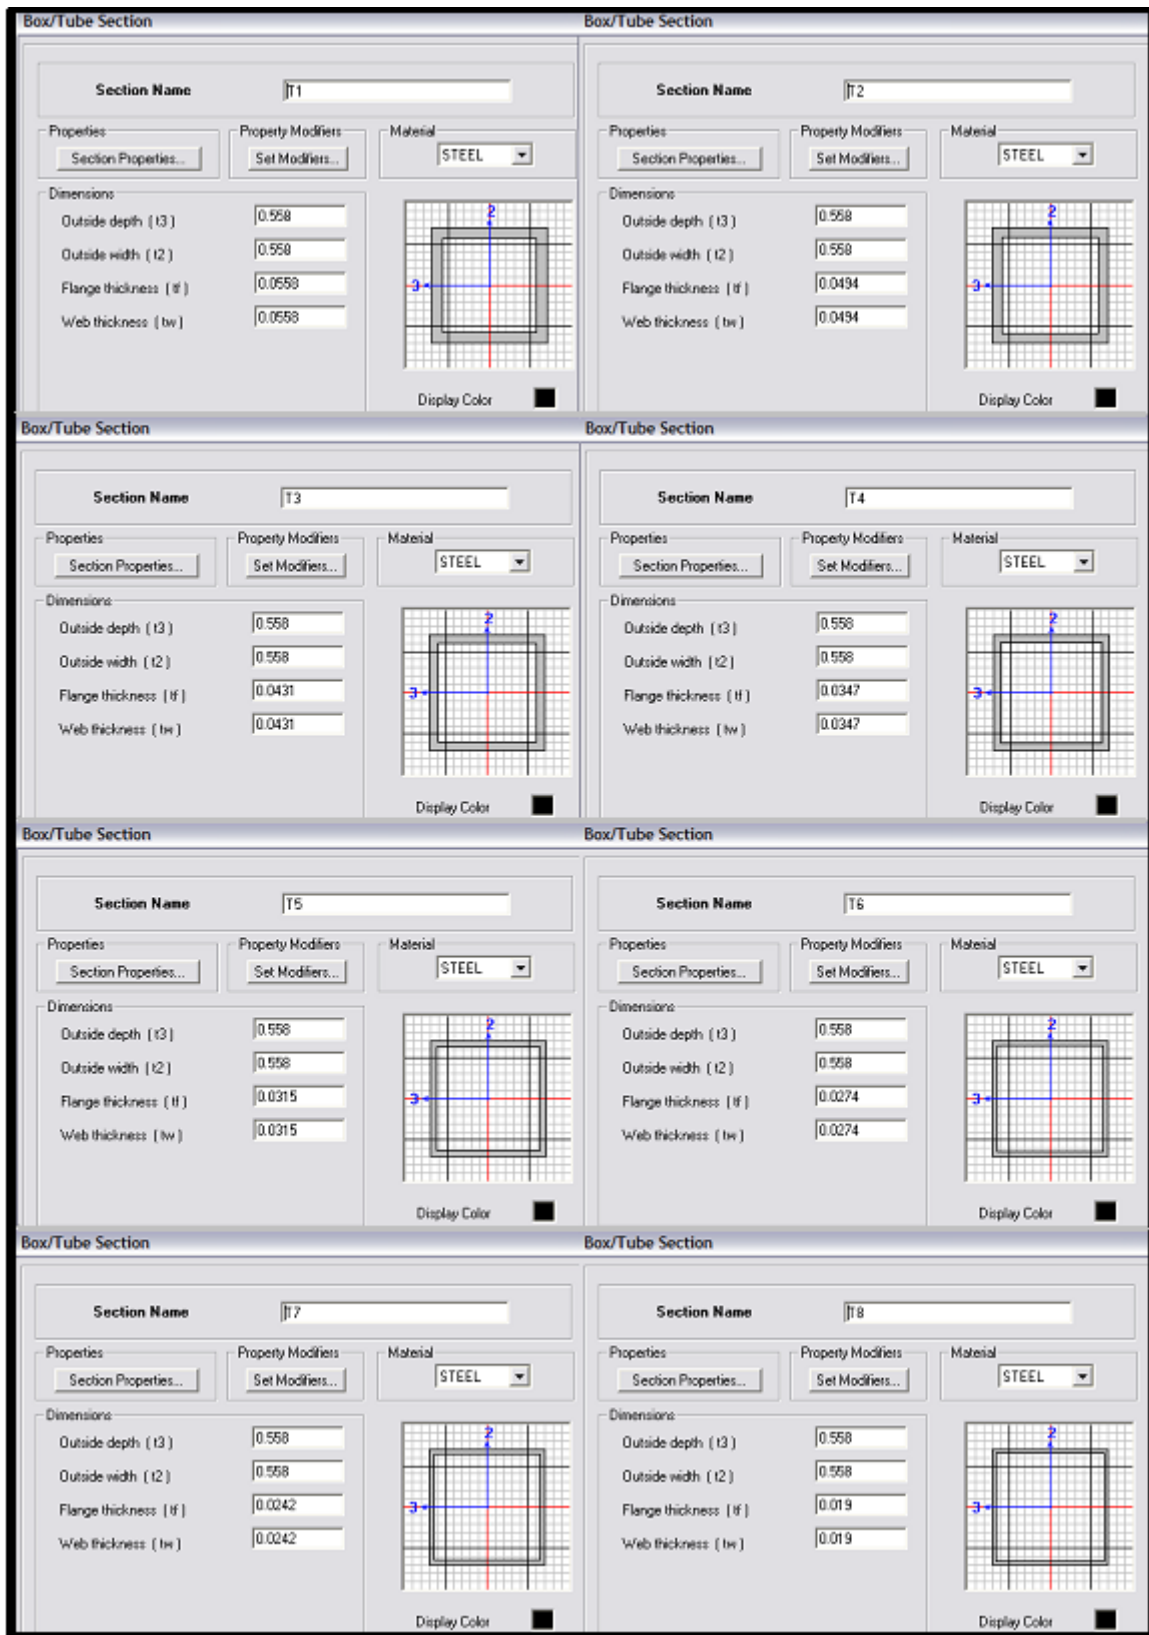 Box/Tube Section
Section Name T1
Properties Property Modifiers Material
Section Properties... Set Modifiers... STEEL
Dimensions
Outside depth ( t3 ) 0.558
Outside width ( t2 ) 0.558
Flange thickness ( tf ) 0.0558
Web thickness ( tw ) 0.0558
2
3
Display Color
Box/Tube Section
Section Name T2
Properties Property Modifiers Material
Section Properties... Set Modifiers... STEEL
Dimensions
Outside depth ( t3 ) 0.558
Outside width ( t2 ) 0.558
Flange thickness ( tf ) 0.0494
Web thickness ( tw ) 0.0494
2
3
Display Color
Box/Tube Section
Section Name T3
Properties Property Modifiers Material
Section Properties... Set Modifiers... STEEL
Dimensions
Outside depth ( t3 ) 0.558
Outside width ( t2 ) 0.558
Flange thickness ( tf ) 0.0431
Web thickness ( tw ) 0.0431
2
3
Display Color
Box/Tube Section
Section Name T4
Properties Property Modifiers Material
Section Properties... Set Modifiers... STEEL
Dimensions
Outside depth ( t3 ) 0.558
Outside width ( t2 ) 0.558
Flange thickness ( tf ) 0.0347
Web thickness ( tw ) 0.0347
2
3
Display Color
Box/Tube Section
Section Name T5
Properties Property Modifiers Material
Section Properties... Set Modifiers... STEEL
Dimensions
Outside depth ( t3 ) 0.558
Outside width ( t2 ) 0.558
Flange thickness ( tf ) 0.0315
Web thickness ( tw ) 0.0315
2
3
Display Color
Box/Tube Section
Section Name T6
Properties Property Modifiers Material
Section Properties... Set Modifiers... STEEL
Dimensions
Outside depth ( t3 ) 0.558
Outside width ( t2 ) 0.558
Flange thickness ( tf ) 0.0274
Web thickness ( tw ) 0.0274
2
3
Display Color
Box/Tube Section
Section Name T7
Properties Property Modifiers Material
Section Properties... Set Modifiers... STEEL
Dimensions
Outside depth ( t3 ) 0.558
Outside width ( t2 ) 0.558
Flange thickness ( tf ) 0.0242
Web thickness ( tw ) 0.0242
2
3
Display Color
Box/Tube Section
Section Name T8
Properties Property Modifiers Material
Section Properties... Set Modifiers... STEEL
Dimensions
Outside depth ( t3 ) 0.558
Outside width ( t2 ) 0.558
Flange thickness ( tf ) 0.019
Web thickness ( tw ) 0.019
2
3
Display Color